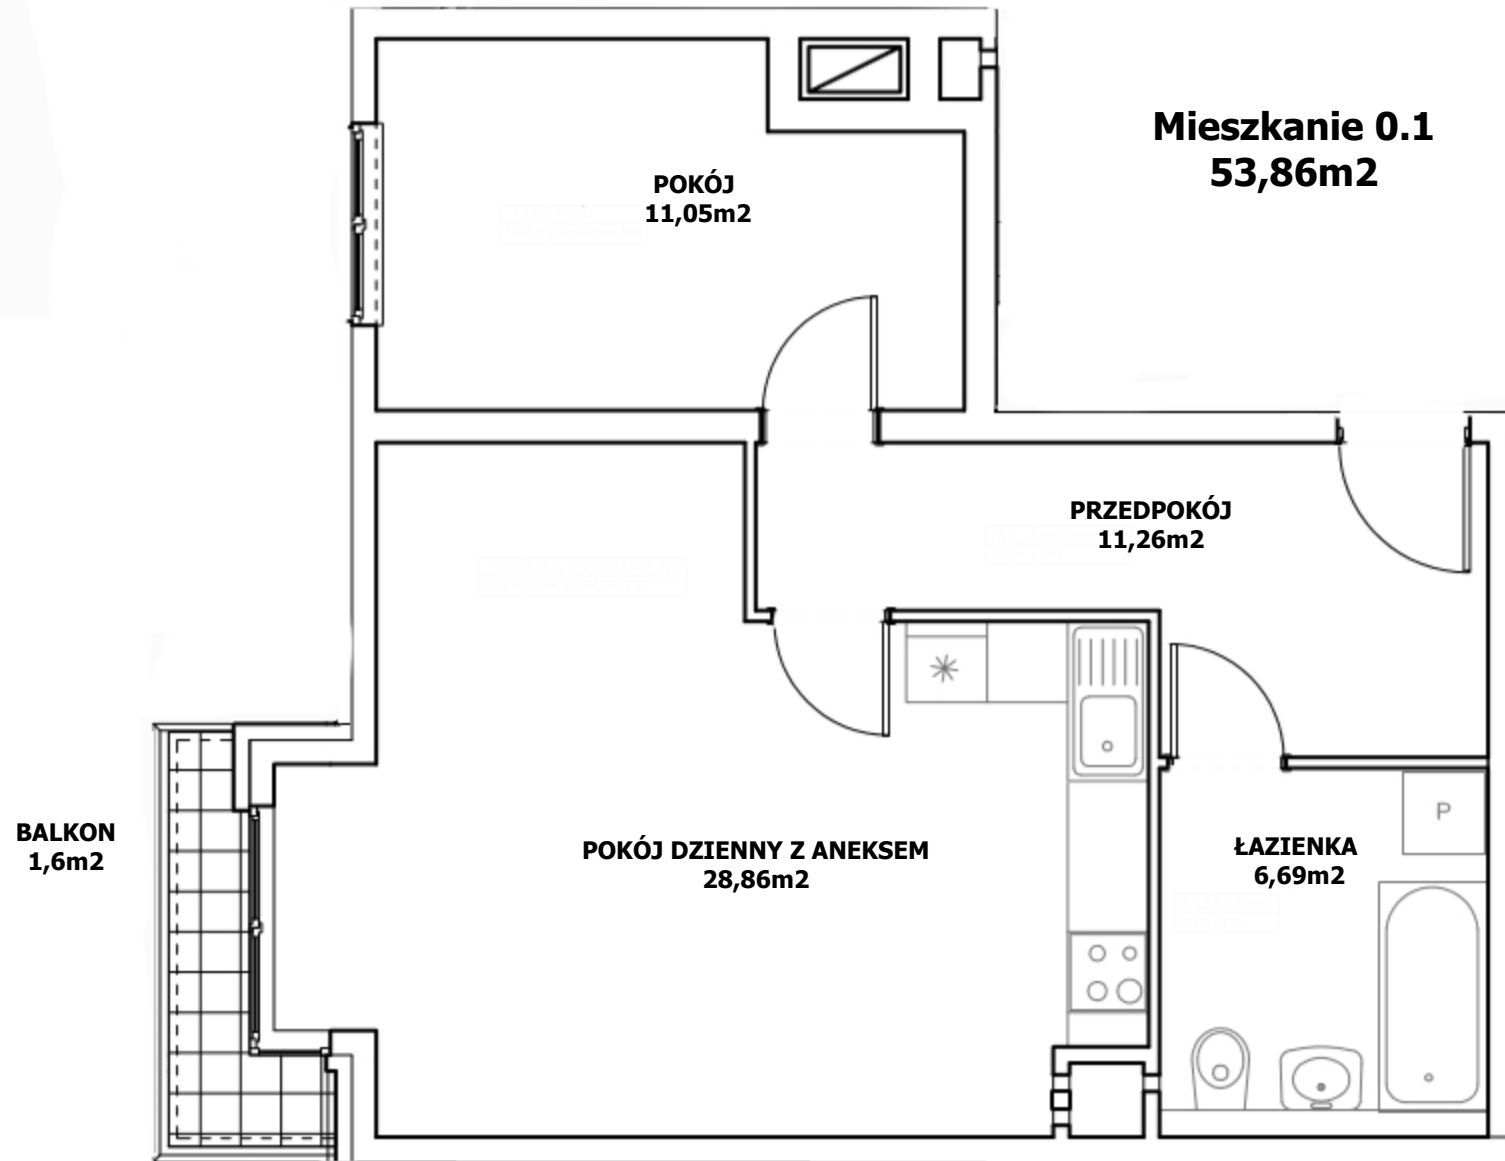 Mieszkanie 0.1
53,86m2
POKÓJ
11,05m2
PRZEDPOKÓJ
11,26m2
BALKON
1,6m2
POKÓJ DZIENNY Z ANEKSEM
28,86m2
P
ŁAZIENKA
6,69m2